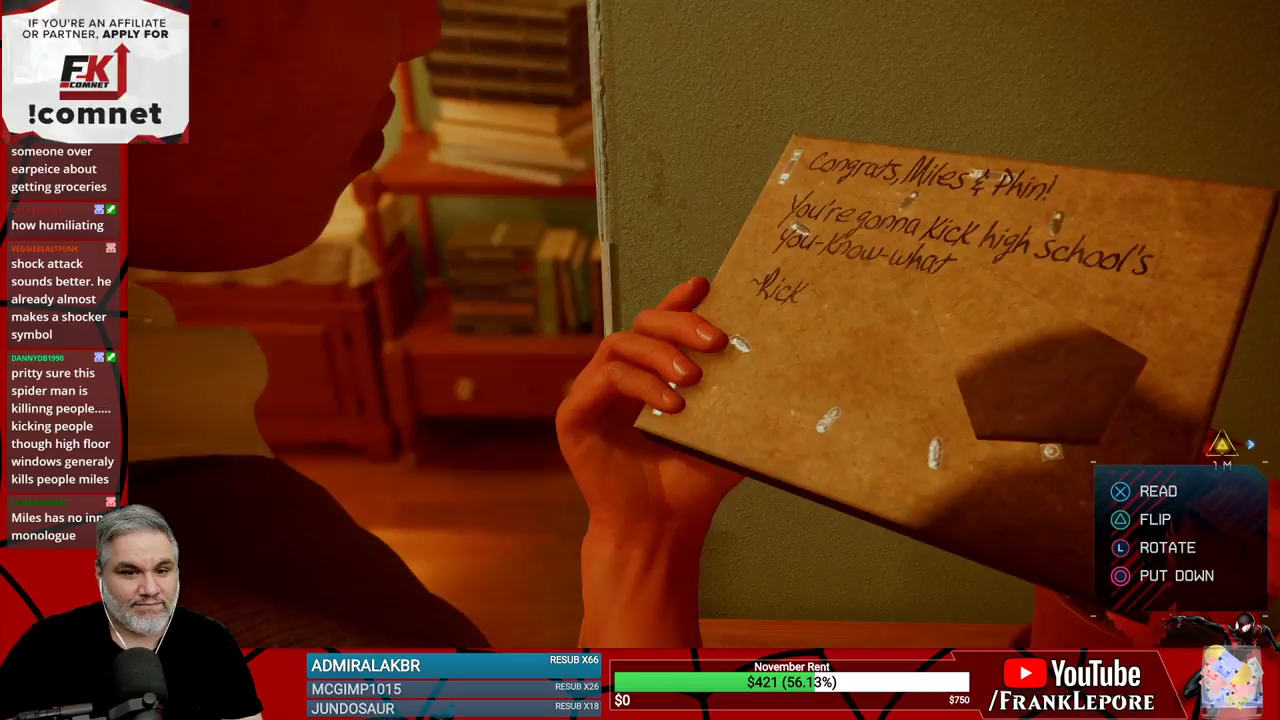 IF YOU'RE AN AFFILIATE
OR PARTNER, APPLY FOR
FK
COMNET
!comnet
someone over
earpeice about
getting groceries
how humiliating
VEGGIEBEASTPUNK
shock attack
sounds better. he
already almost
makes a shocker
symbol
DANNYDB1990
pritty sure this
spider man is
killinng people.....
kicking people
though high floor
windows generaly
kills people miles
Miles has no inn
monologue
Congrats, Miles & Phin!
You're gonna kick high school's
you-know-what
~Rick
1 M
READ
FLIP
L ROTATE
PUT DOWN
ADMIRALAKBR RESUB X66
MCGIMP1015 RESUB X26
JUNDOSAUR RESUB X18
November Rent
$421 (56.13%)
$0 $750
YouTube
/FRANKLEPORE